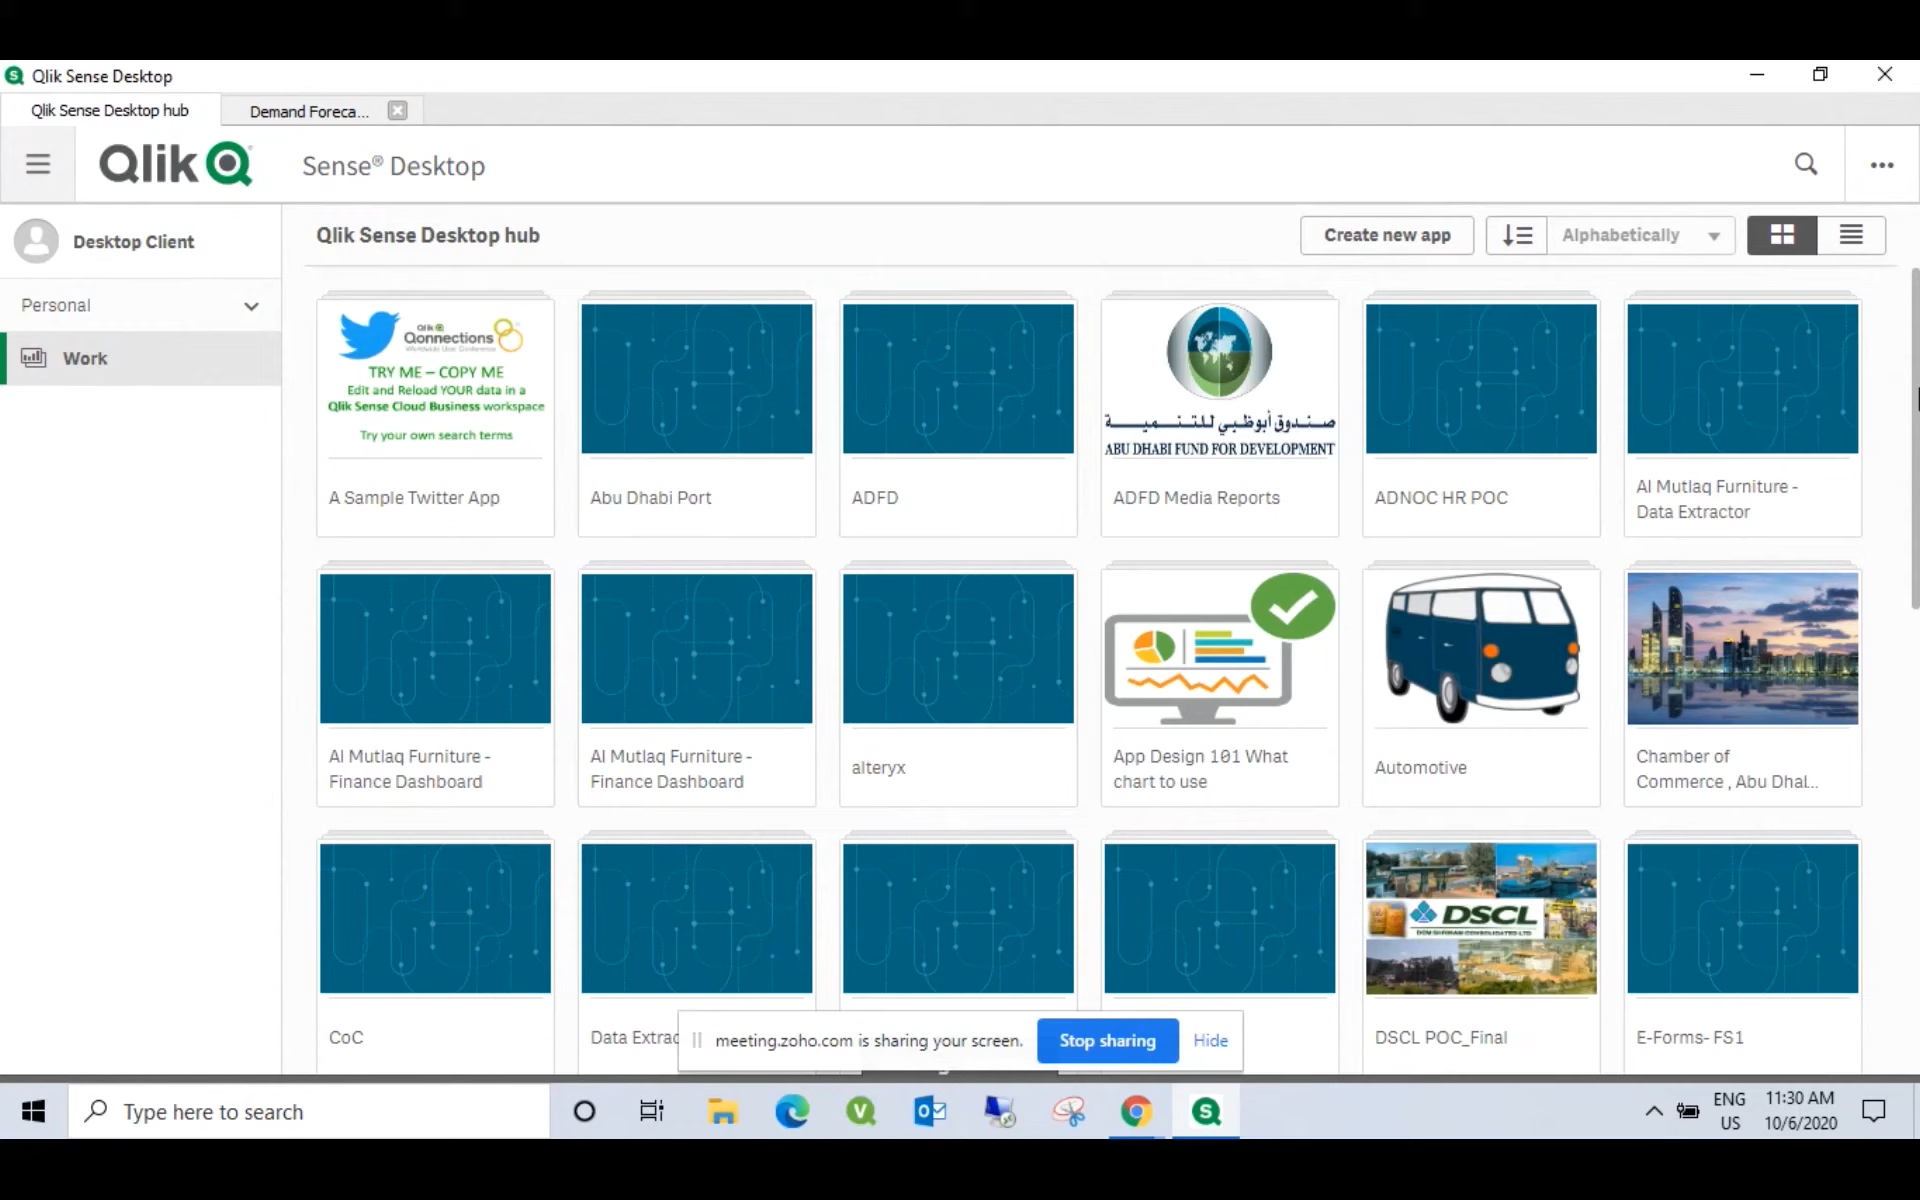 Qlik Sense Desktop
Qlik Sense Desktop hub
Demand Foreca...
Qlik
Sense® Desktop
Desktop Client
Qlik Sense Desktop hub
Create new app
Alphabetically
Personal
Work
Qlik
Qonnections
TRY ME – COPY ME
Edit and Reload YOUR data in a
Qlik Sense Cloud Business workspace
Try your own search terms
صندوق أبوظبي للتنمية
ABU DHABI FUND FOR DEVELOPMENT
A Sample Twitter App
Abu Dhabi Port
ADFD
ADFD Media Reports
ADNOC HR POC
Al Mutlaq Furniture -
Data Extractor
Al Mutlaq Furniture -
Finance Dashboard
Al Mutlaq Furniture -
Finance Dashboard
alteryx
App Design 101 What
chart to use
Automotive
Chamber of
Commerce , Abu Dhal...
DSCL
DCM SHRIRAM CONSOLIDATED LTD
CoC
Data Extrac
DSCL POC_Final
E-Forms- FS1
meeting.zoho.com is sharing your screen.
Stop sharing
Hide
Type here to search
ENG
US
11:30 AM
10/6/2020